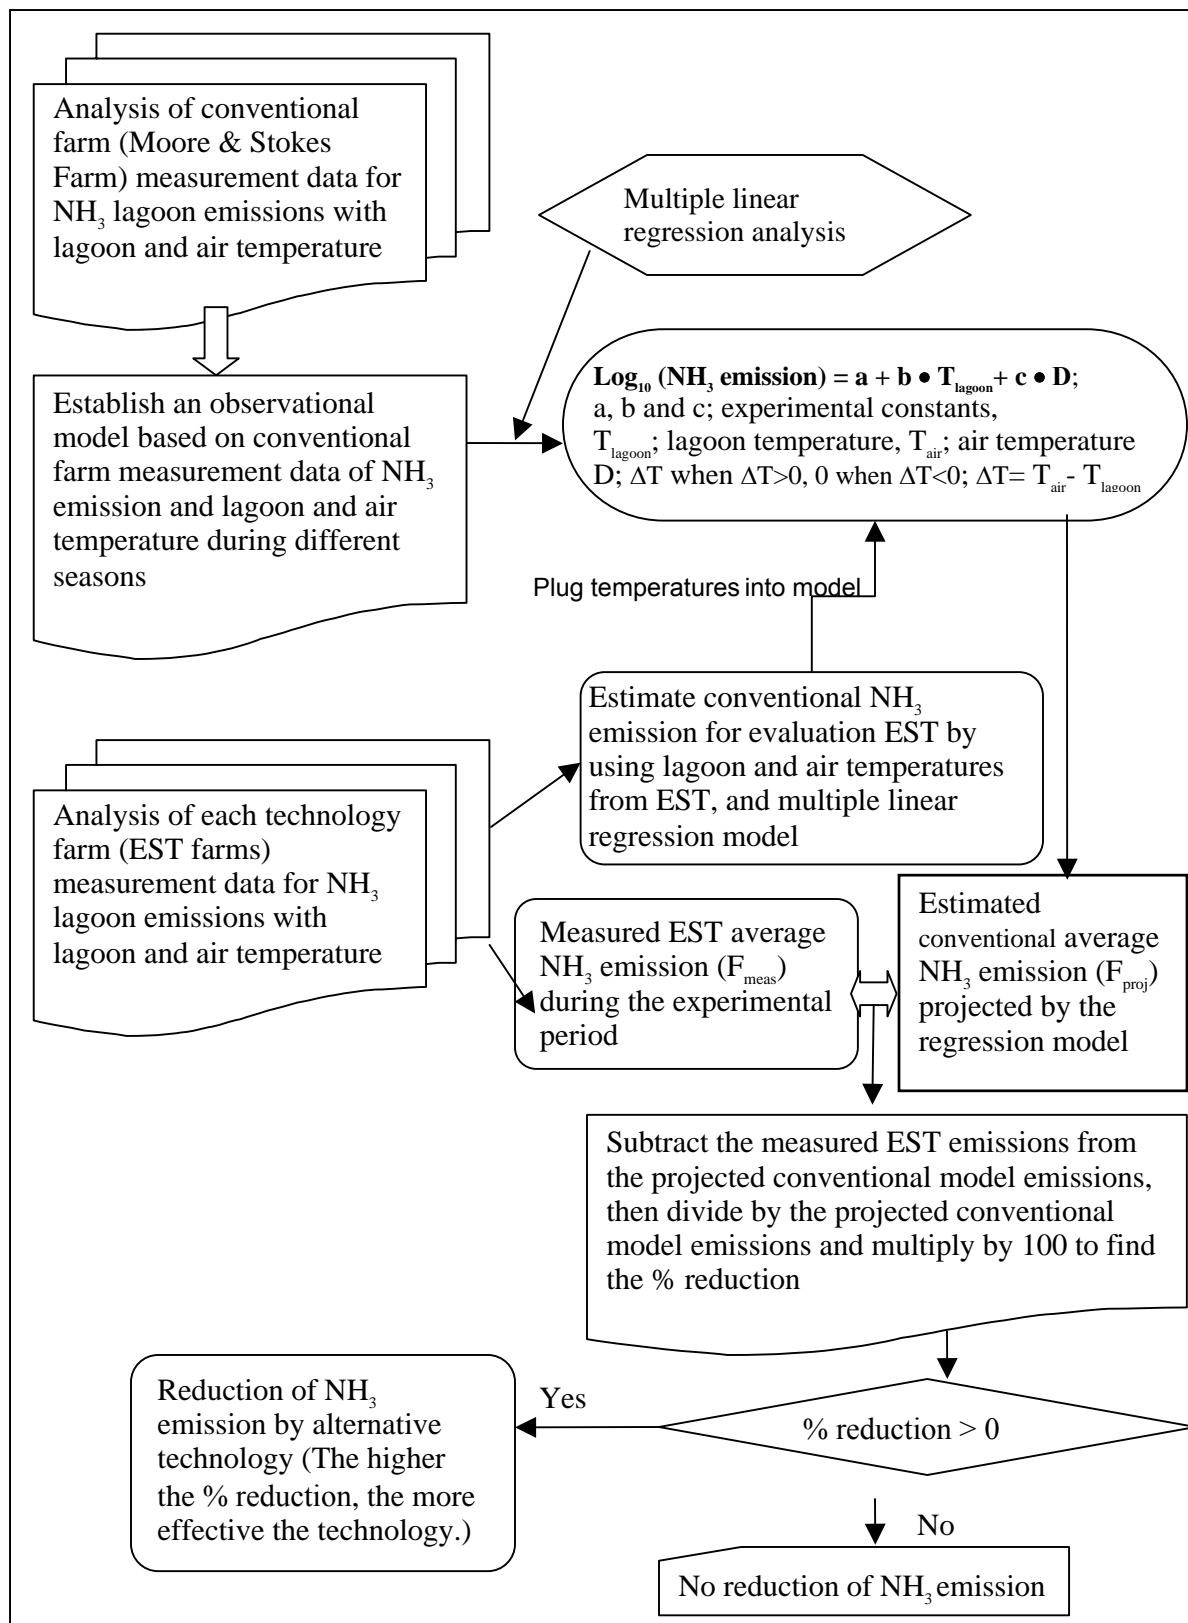 Analysis of conventional
farm (Moore & Stokes
Farm) measurement data for
NH₃ lagoon emissions with
lagoon and air temperature
Multiple linear
regression analysis
Establish an observational
model based on conventional
farm measurement data of NH₃
emission and lagoon and air
temperature during different
seasons
Log₁₀ (NH₃ emission) = a + b • T_lagoon + c • D;
a, b and c; experimental constants,
T_lagoon; lagoon temperature, T_air; air temperature
D; ΔT when ΔT>0, 0 when ΔT<0; ΔT= T_air - T_lagoon
Plug temperatures into model
Estimate conventional NH₃
emission for evaluation EST by
using lagoon and air temperatures
from EST, and multiple linear
regression model
Analysis of each technology
farm (EST farms)
measurement data for NH₃
lagoon emissions with
lagoon and air temperature
Measured EST average
NH₃ emission (F_meas)
during the experimental
period
Estimated
conventional average
NH₃ emission (F_proj)
projected by the
regression model
Subtract the measured EST emissions from
the projected conventional model emissions,
then divide by the projected conventional
model emissions and multiply by 100 to find
the % reduction
% reduction > 0
Yes
Reduction of NH₃
emission by alternative
technology (The higher
the % reduction, the more
effective the technology.)
No
No reduction of NH₃ emission